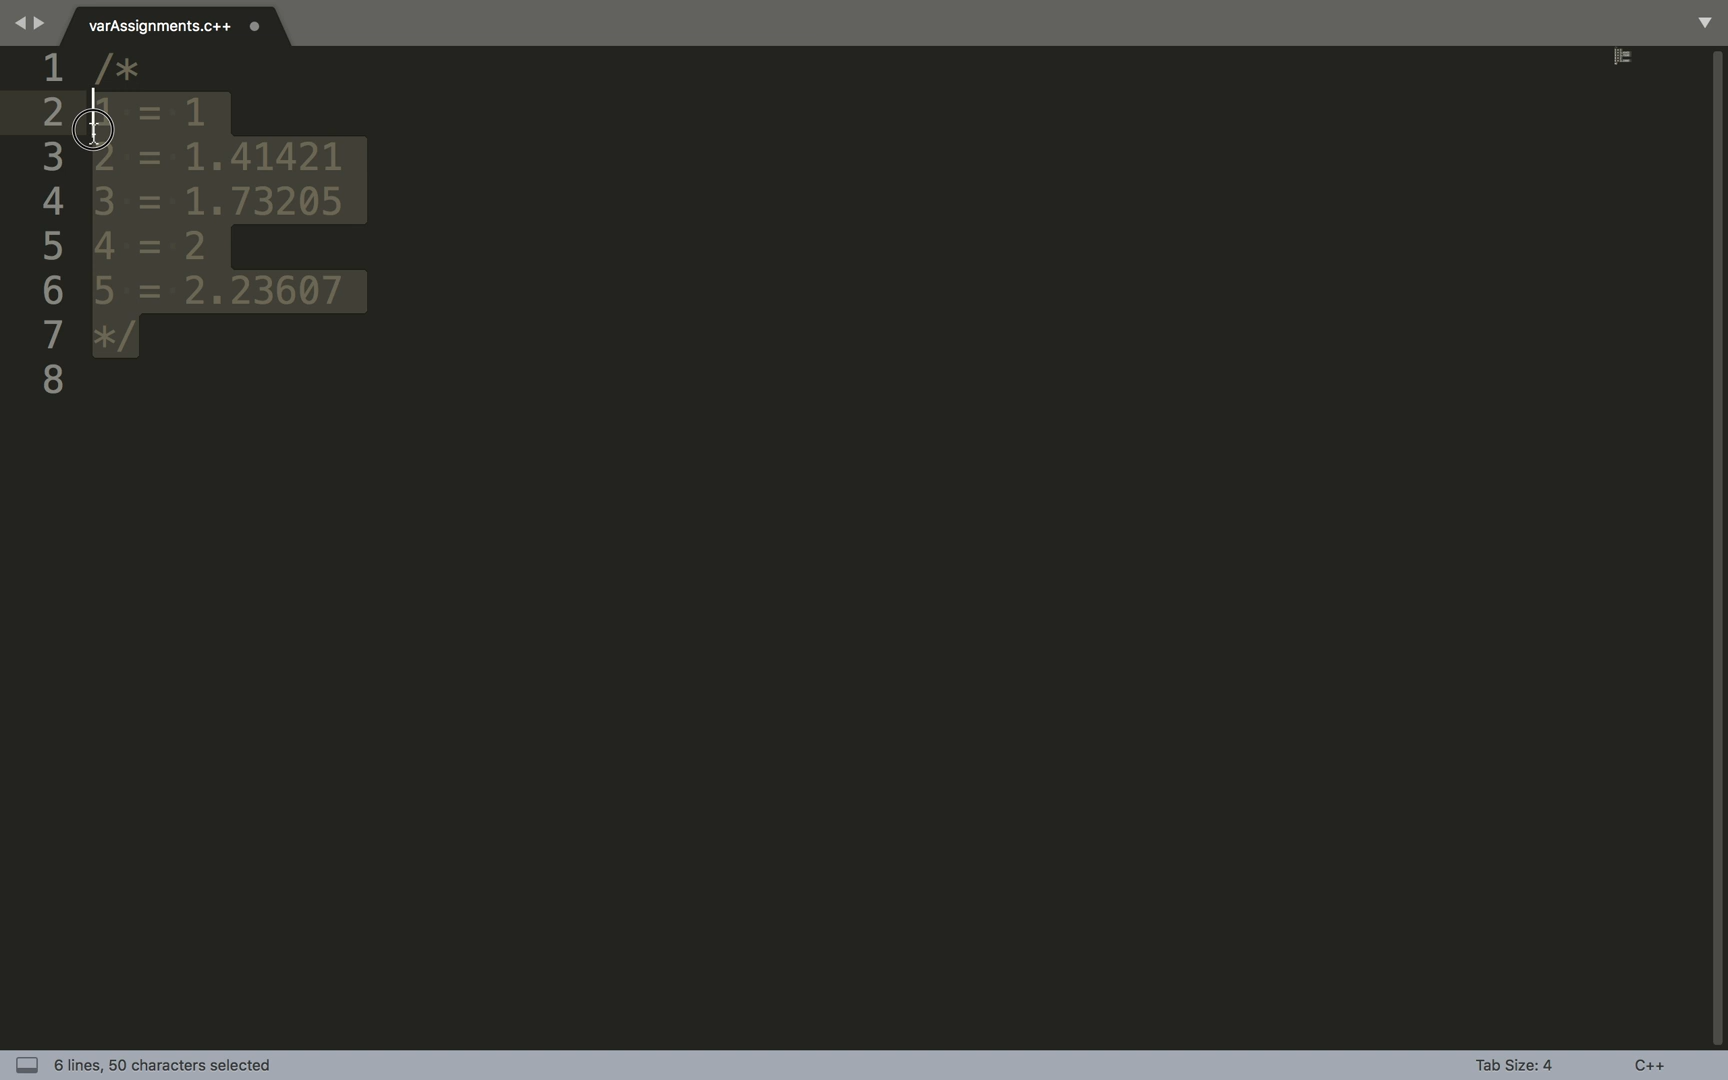 varAssignments.c++
1 /*
2 1 = 1
3 2 = 1.41421
4 3 = 1.73205
5 4 = 2
6 5 = 2.23607
7 */
8
6 lines, 50 characters selected
Tab Size: 4
C++